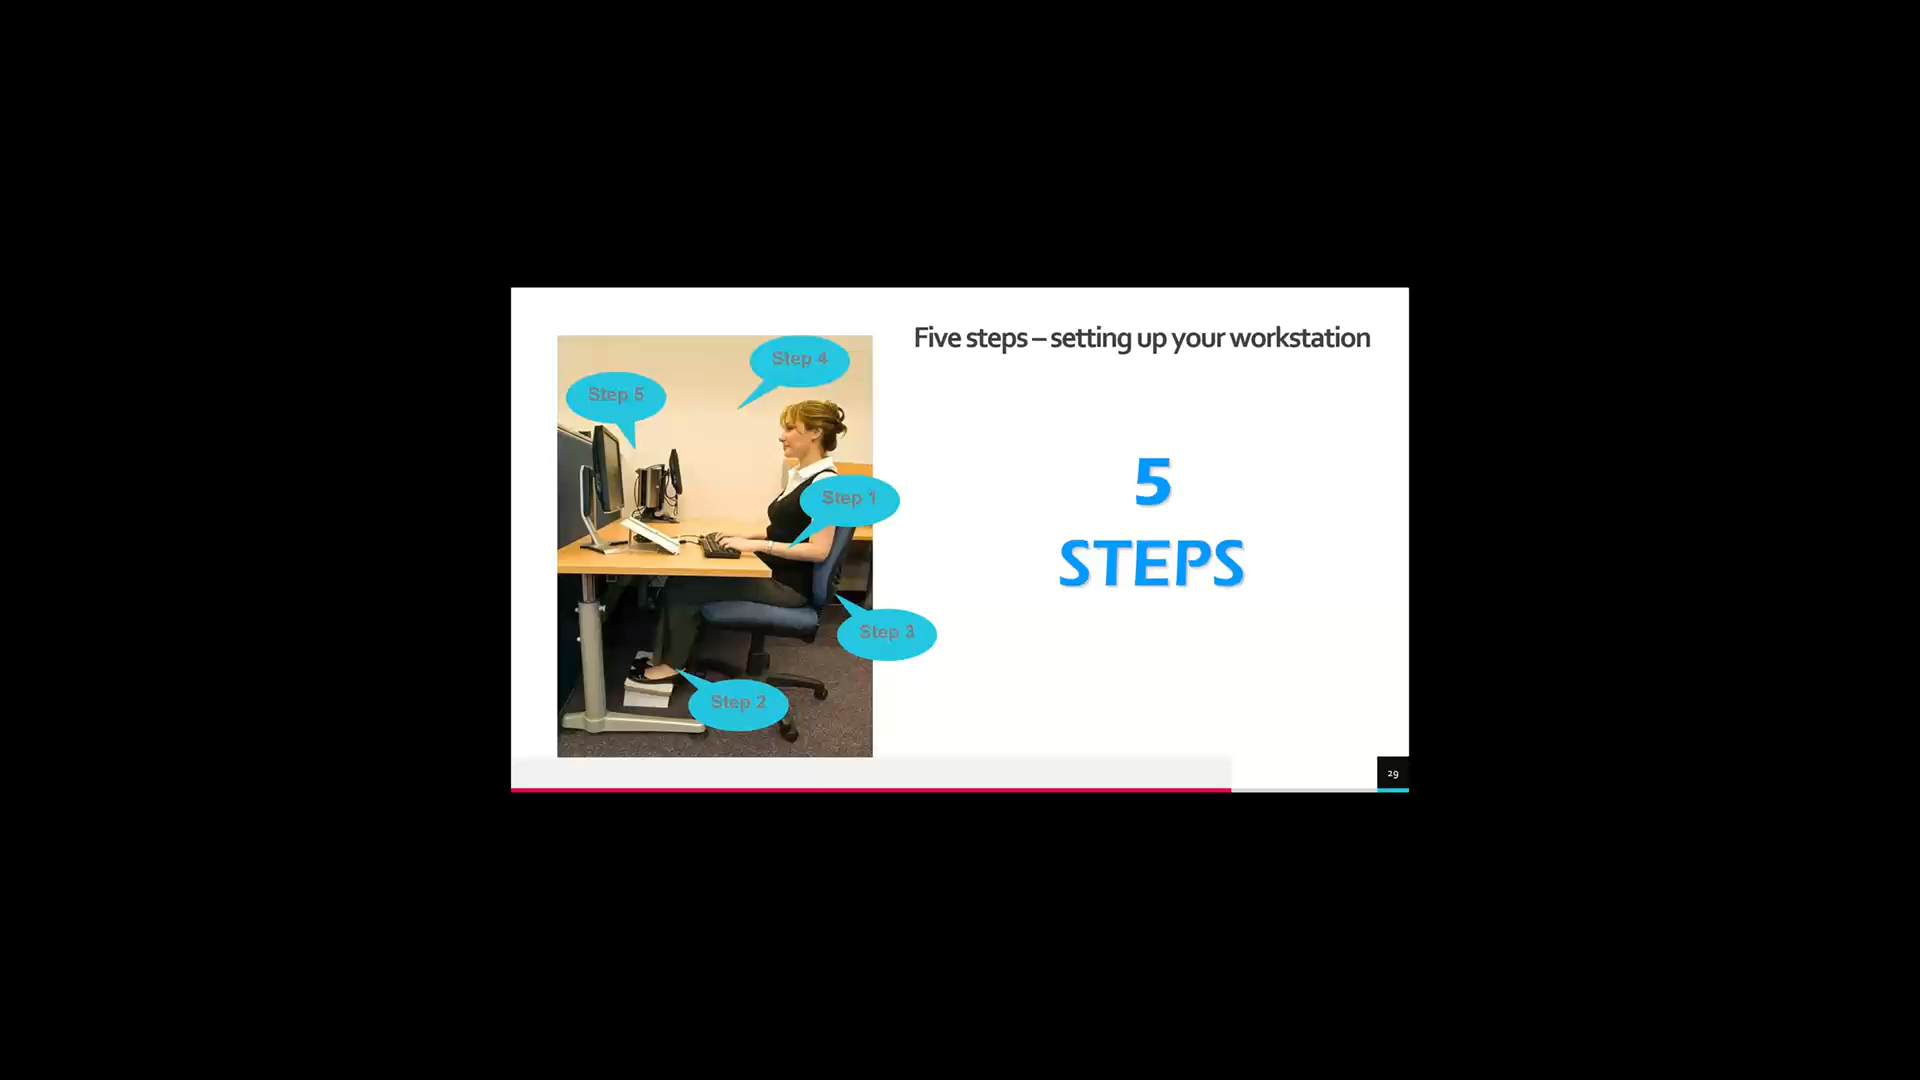 Five steps – setting up your workstation
Step 4
Step 5
Step 1
5
STEPS
Step 3
Step 2
29